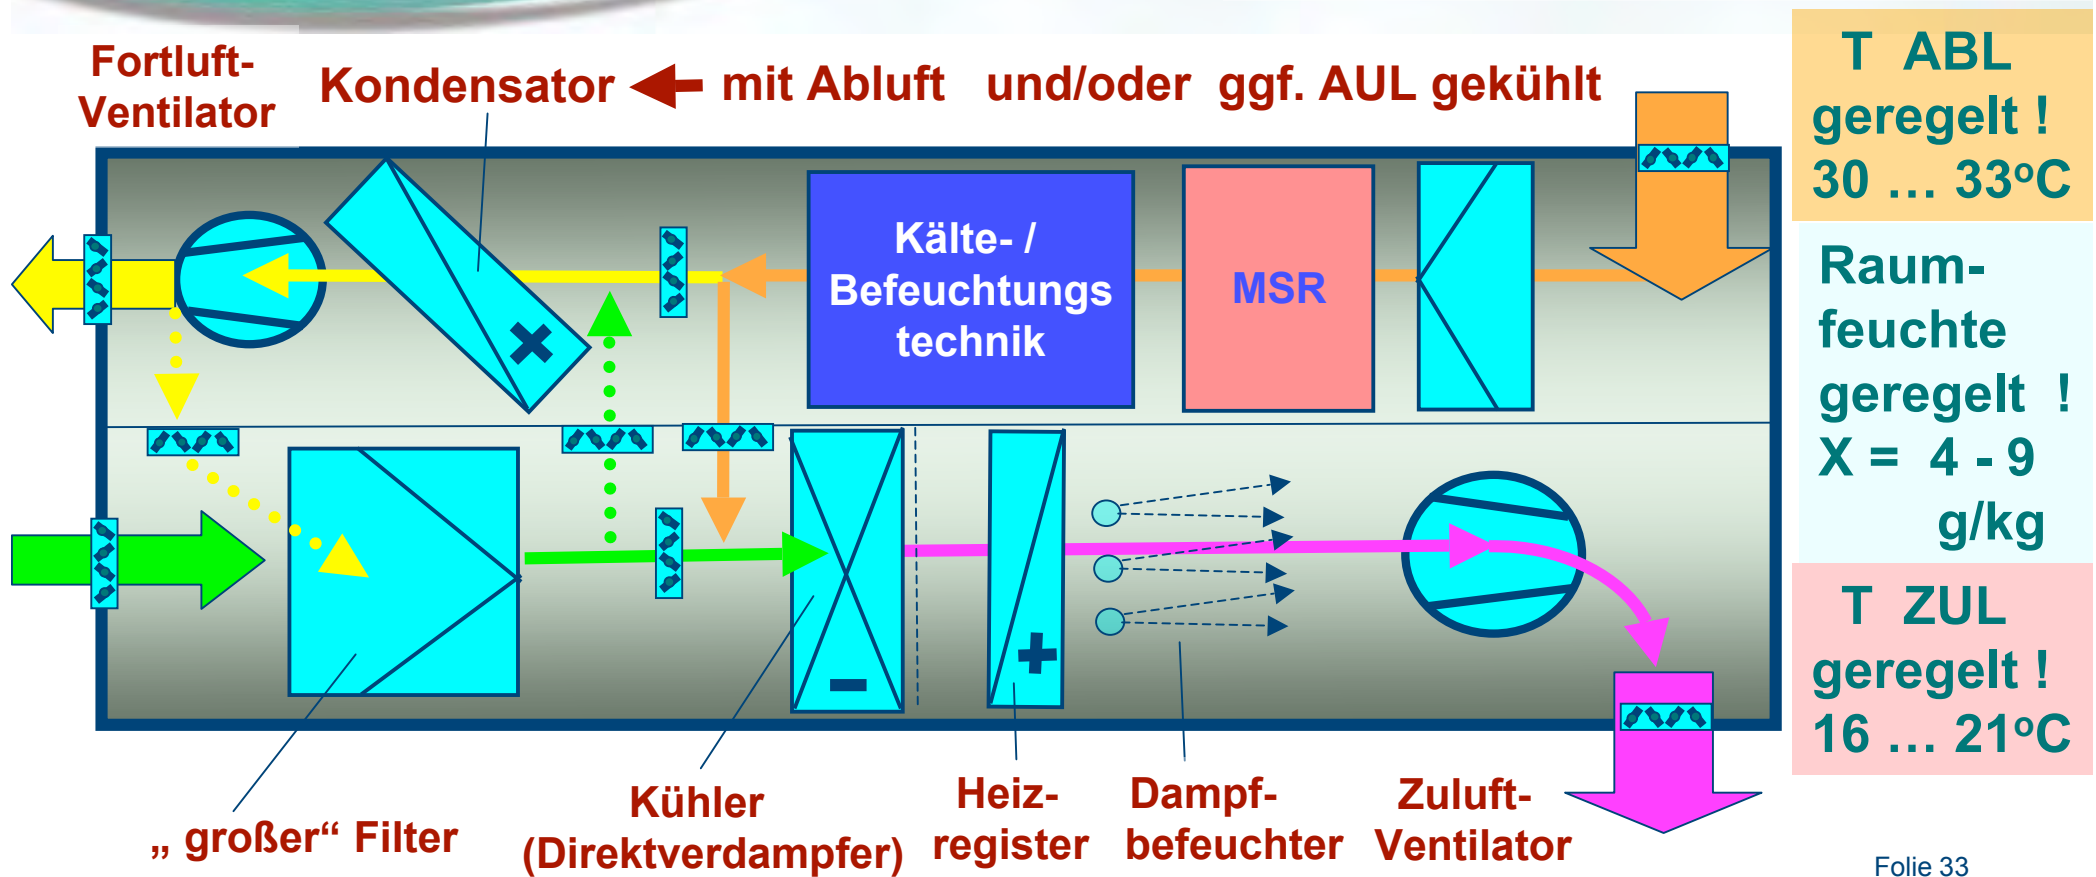 Fortluft-
Ventilator
Kondensator mit Abluft und/oder ggf. AUL gekühlt
T ABL
geregelt !
30 … 33°C
Kälte- /
Befeuchtungs
technik
MSR
Raum-
feuchte
geregelt !
X = 4 - 9
g/kg
T ZUL
geregelt !
16 … 21°C
„ großer“ Filter
Kühler
(Direktverdampfer)
Heiz-
register
Dampf-
befeuchter
Zuluft-
Ventilator
Folie 33